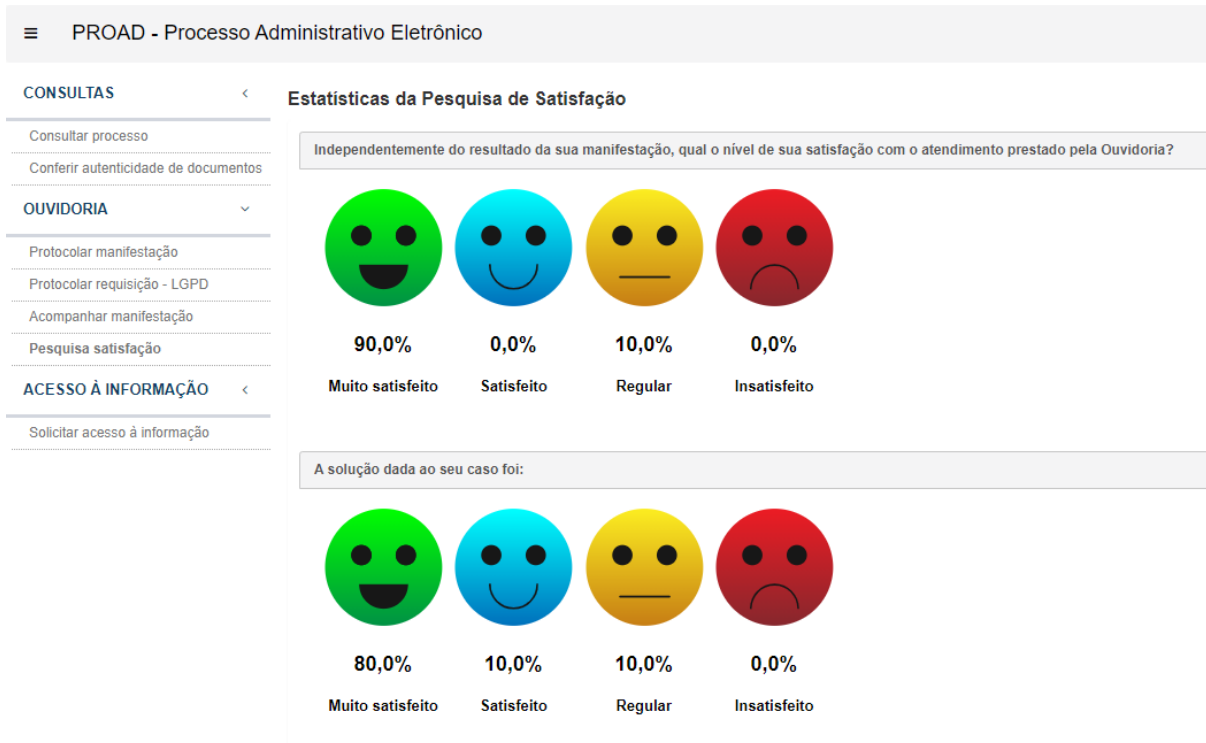 ≡ PROAD - Processo Administrativo Eletrônico
CONSULTAS
Consultar processo
Conferir autenticidade de documentos
OUVIDORIA
Protocolar manifestação
Protocolar requisição - LGPD
Acompanhar manifestação
Pesquisa satisfação
ACESSO À INFORMAÇÃO
Solicitar acesso à informação
Estatísticas da Pesquisa de Satisfação
Independentemente do resultado da sua manifestação, qual o nível de sua satisfação com o atendimento prestado pela Ouvidoria?
90,0% 0,0% 10,0% 0,0%
Muito satisfeito Satisfeito Regular Insatisfeito
A solução dada ao seu caso foi:
80,0% 10,0% 10,0% 0,0%
Muito satisfeito Satisfeito Regular Insatisfeito